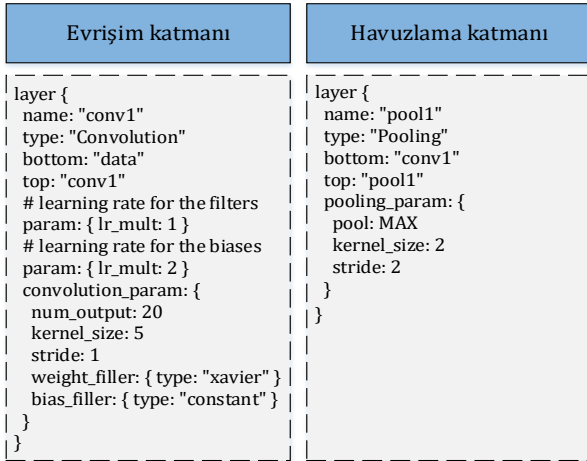 Evrişim katmanı
layer {
name: "conv1"
type: "Convolution"
bottom: "data"
top: "conv1"
# learning rate for the filters
param: { lr_mult: 1 }
# learning rate for the biases
param: { lr_mult: 2 }
convolution_param: {
num_output: 20
kernel_size: 5
stride: 1
weight_filler: { type: "xavier" }
bias_filler: { type: "constant" }
}
}
Havuzlama katmanı
layer {
name: "pool1"
type: "Pooling"
bottom: "conv1"
top: "pool1"
pooling_param: {
pool: MAX
kernel_size: 2
stride: 2
}
}